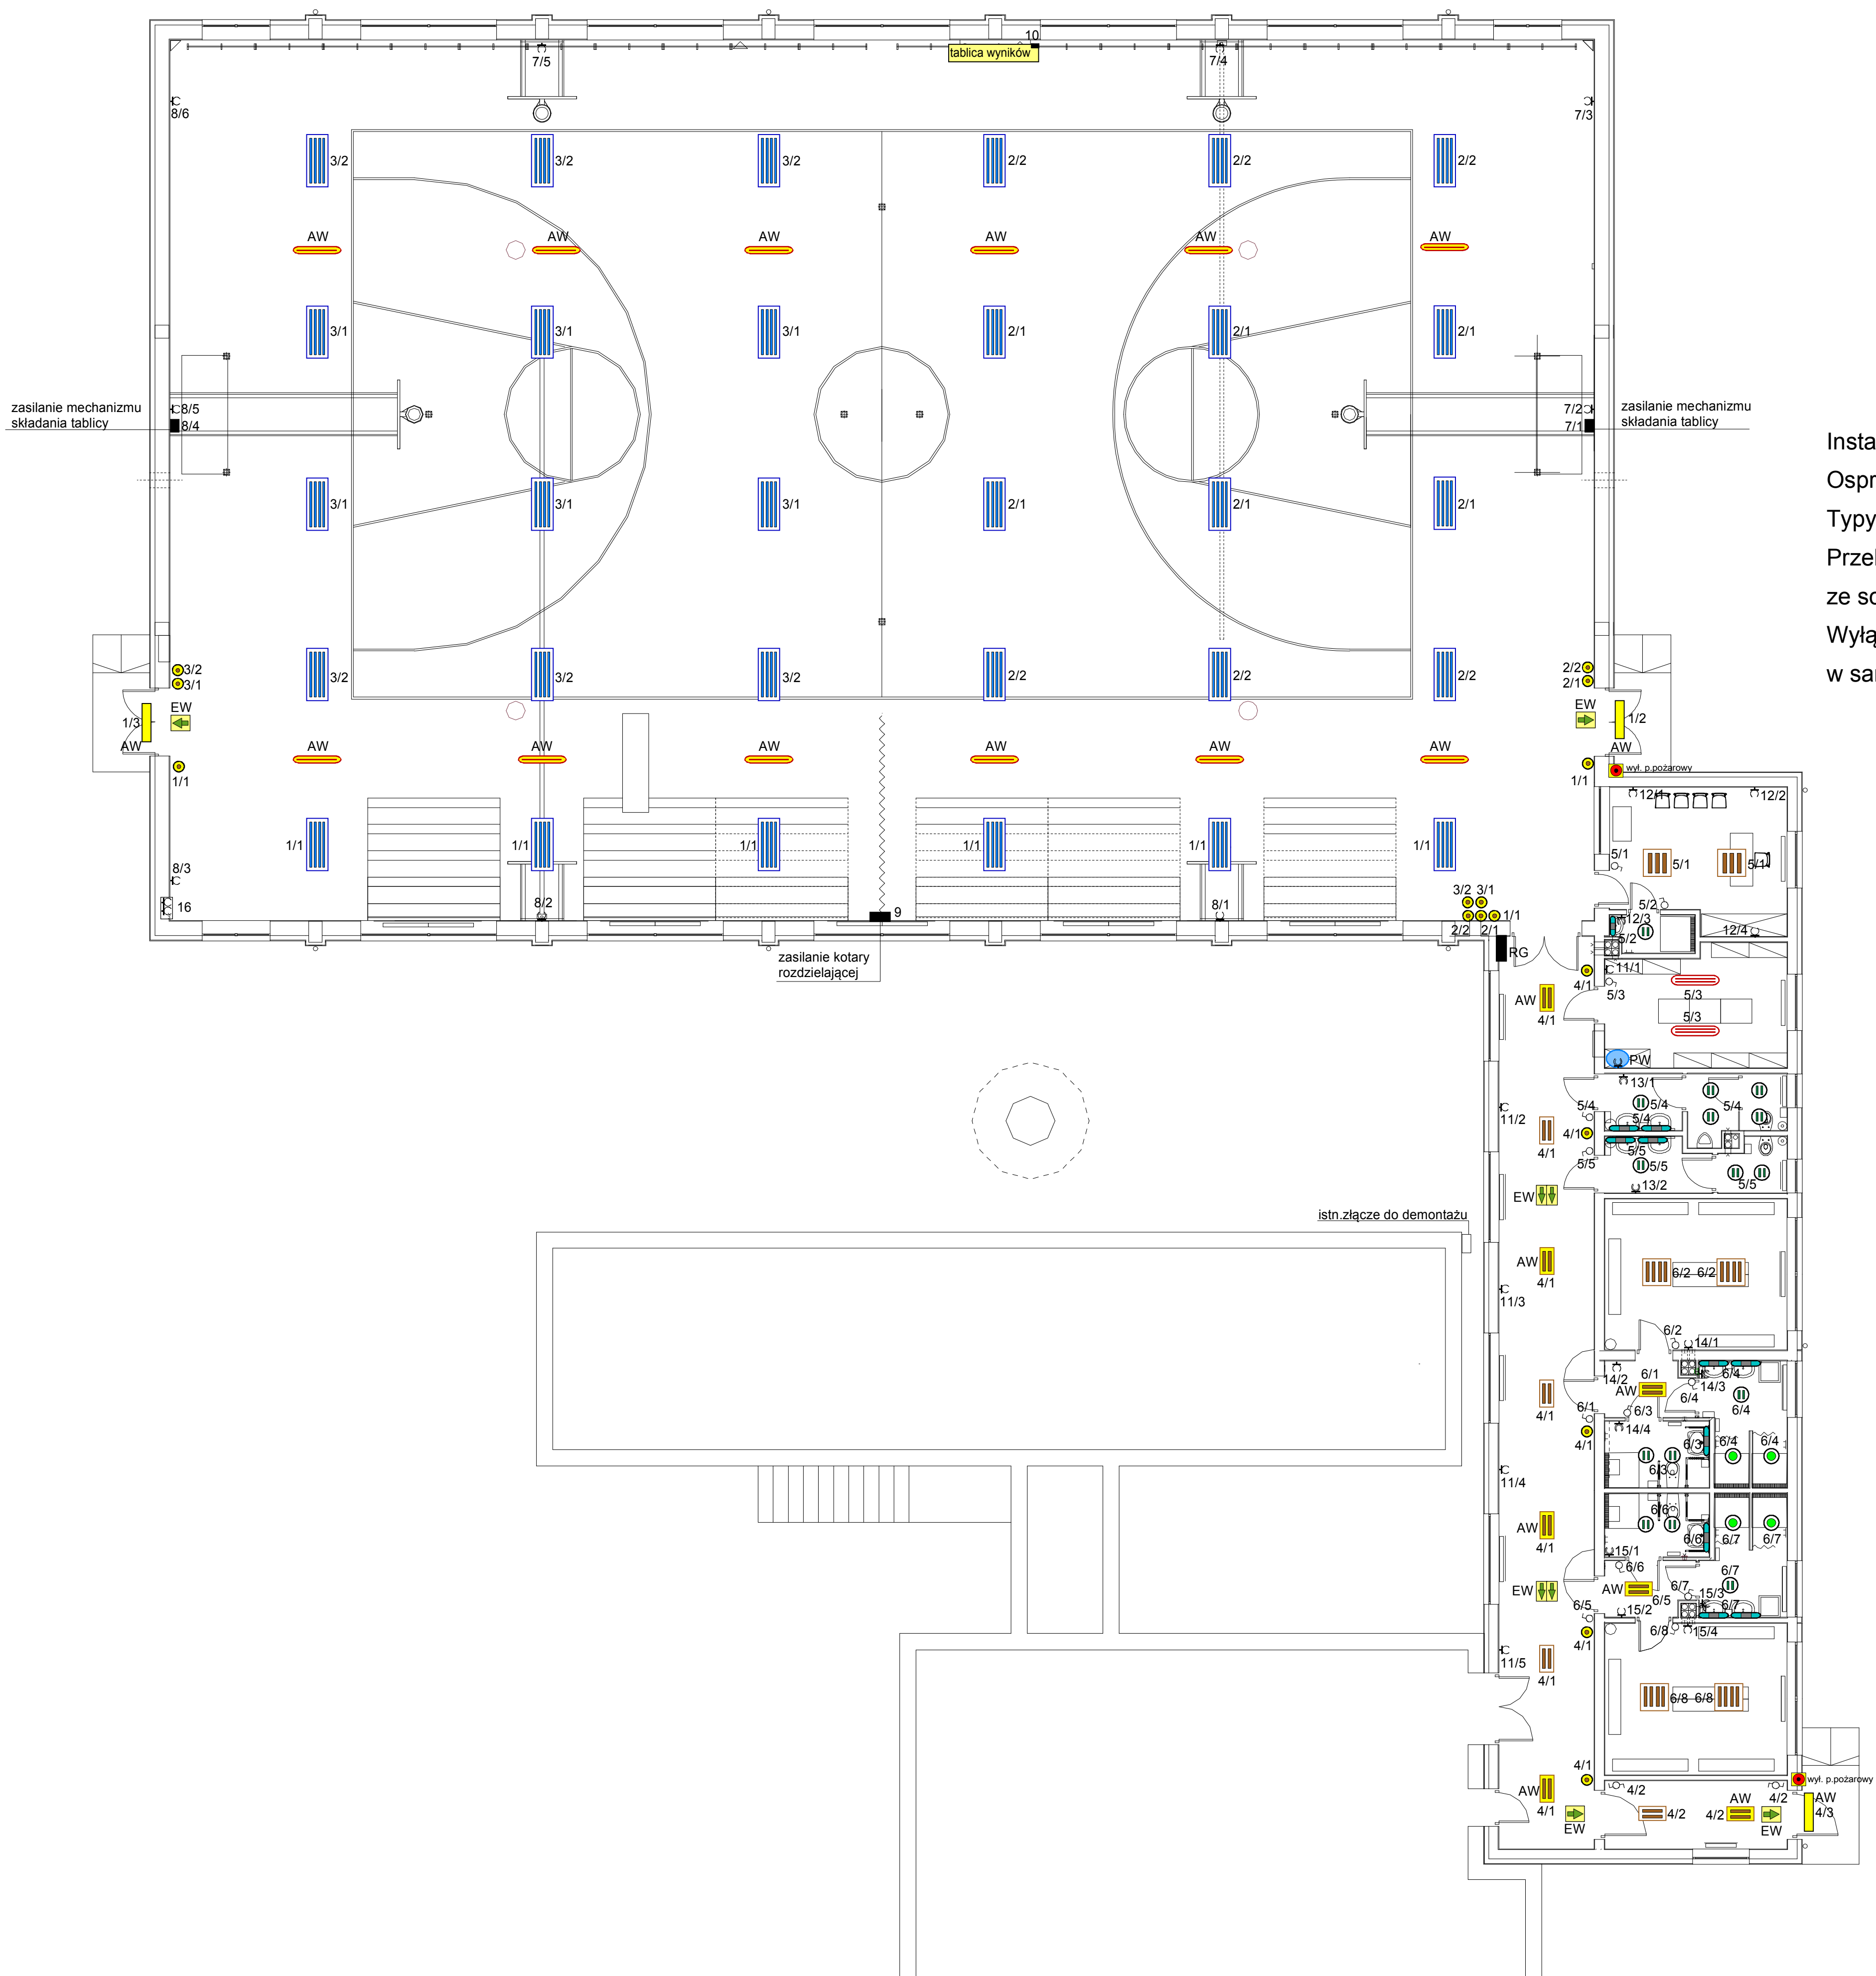 10
tablica wyników
7/5
7/4
8/6
7/3
3/2
3/2
3/2
2/2
2/2
2/2
AW
AW
AW
AW
AW
AW
3/1
3/1
3/1
2/1
2/1
2/1
zasilanie mechanizmu
składania tablicy
8/5
8/4
7/2
7/1
zasilanie mechanizmu
składania tablicy
3/1
3/1
3/1
2/1
2/1
2/1
3/2
3/2
3/2
2/2
2/2
2/2
3/2
3/1
EW
1/3
AW
1/1
2/2
2/1
EW
1/2
AW
wył. p.pożarowy
1/1
AW
AW
AW
AW
AW
AW
1/1
1/1
1/1
1/1
1/1
1/1
8/3
16
8/2
9
8/1
3/2
3/1
1/1
2/2
2/1
zasilanie kotary
rozdzielającej
RG
12/1
12/2
5/1
5/1
5/1
5/2
12/3
5/2
12/4
11/1
4/1
5/3
5/3
5/3
AW
4/1
PW
13/1
5/4
5/4
5/4
5/4
11/2
4/1
4/1
5/5
5/5
5/5
5/5
13/2
EW
istn.złącze do demontażu
AW
4/1
11/3
6/2
6/2
6/2
14/1
14/2
6/1
AW
14/3
6/4
6/4
6/4
6/1
6/3
14/4
4/1
4/1
6/3
6/4
6/4
6/3
11/4
AW
4/1
6/6
6/6
6/7
6/7
15/1
6/6
EW
AW
6/5
6/7
6/7
15/3
6/7
6/5
15/2
4/1
6/8
15/4
11/5
4/1
6/8
6/8
4/1
wył. p.pożarowy
AW
4/1
EW
4/2
4/2
4/2
AW
4/2
EW
AW
4/3
Insta
Ospr
Typy
ze so
Wyłą
w sa